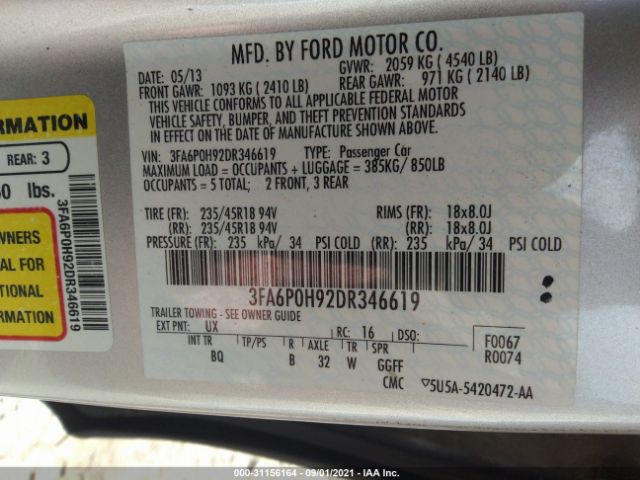 MFD. BY FORD MOTOR CO.
DATE: 05/13 GVWR: 2059 KG ( 4540 LB)
FRONT GAWR: 1093 KG ( 2410 LB) REAR GAWR: 971 KG ( 2140 LB)
THIS VEHICLE CONFORMS TO ALL APPLICABLE FEDERAL MOTOR
VEHICLE SAFETY, BUMPER, AND THEFT PREVENTION STANDARDS
IN EFFECT ON THE DATE OF MANUFACTURE SHOWN ABOVE.
VIN: 3FA6P0H92DR346619 TYPE: Passenger Car
MAXIMUM LOAD = OCCUPANTS + LUGGAGE = 385KG/ 850LB
OCCUPANTS = 5 TOTAL; 2 FRONT, 3 REAR
TIRE (FR): 235/45R18 94V RIMS (FR): 18x8.0J
(RR): 235/45R18 94V (RR): 18x8.0J
PRESSURE (FR): 235 kPa/ 34 PSI COLD (RR): 235 kPa/ 34 PSI COLD
3FA6P0H92DR346619
TRAILER TOWING - SEE OWNER GUIDE
EXT PNT: UX RC: 16 DSO:
INT TR TP/PS R AXLE TR SPR
BQ B 32 W GGFF
CMC
F0067
R0074
5U5A-5420472-AA
ORMATION
REAR: 3
0 lbs.
3FA6P0H92DR346619
WNERS
AL FOR
TIONAL
FORMATION
000-31156164 - 09/01/2021 - IAA Inc.